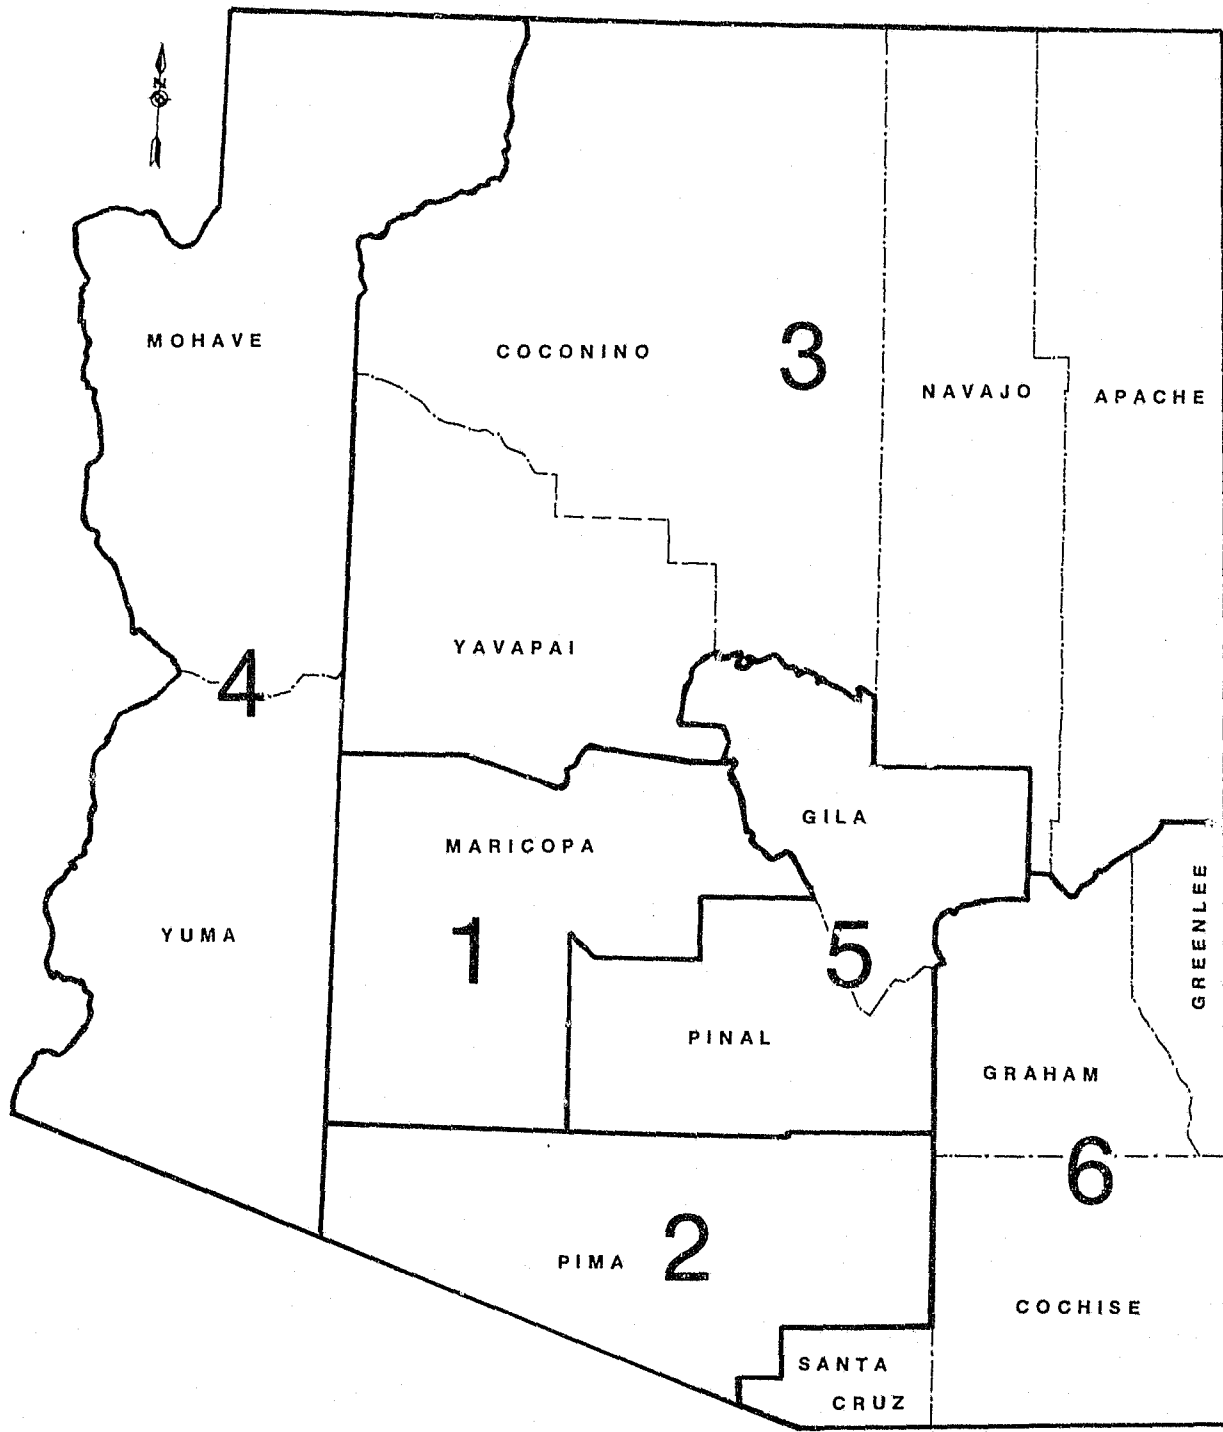 N
MOHAVE
COCONINO
3
NAVAJO
APACHE
YAVAPAI
4
GILA
MARICOPA
GREENLEE
YUMA
1
5
PINAL
GRAHAM
6
2
PIMA
COCHISE
SANTA
CRUZ